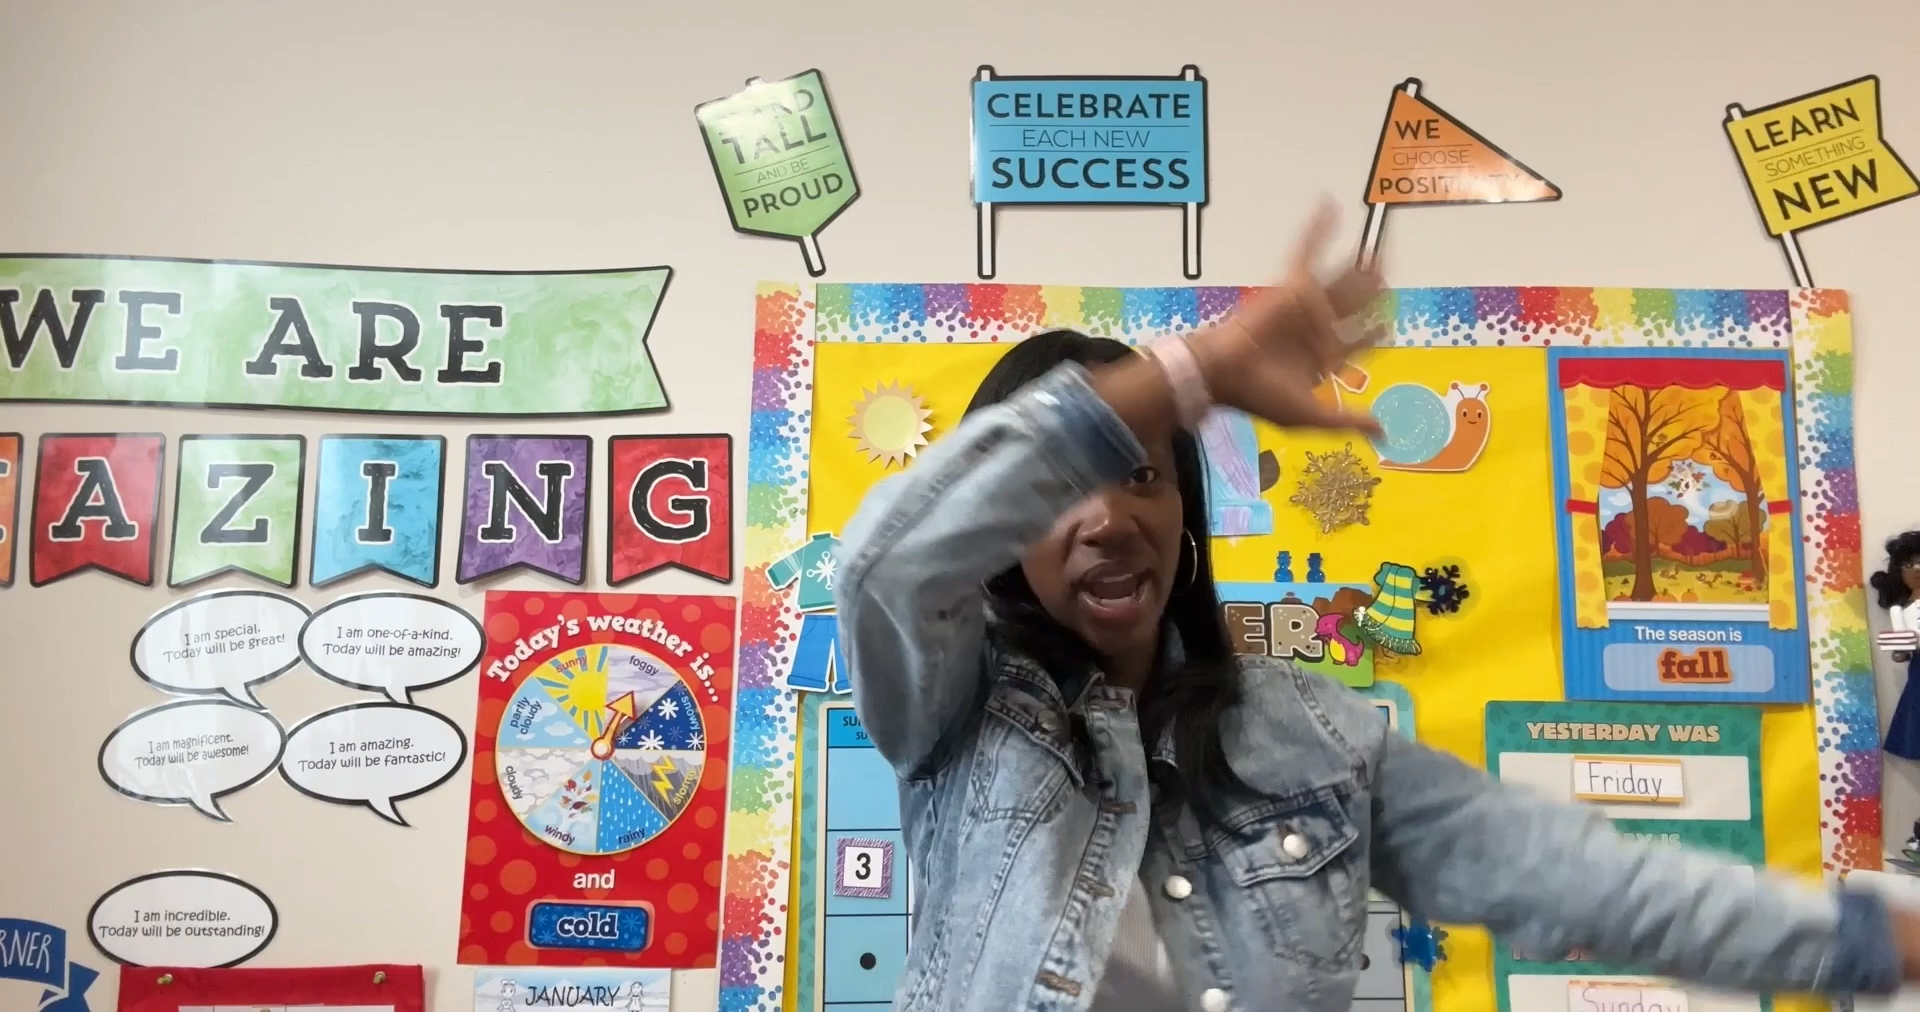 TALL
AND BE
PROUD
CELEBRATE
EACH NEW
SUCCESS
WE
CHOOSE
LEARN
SOMETHING
NEW
WE ARE
AZING
I am special.
Today will be great!
I am one-of-a-kind.
Today will be amazing!
I am magnificent.
Today will be awesome!
I am amazing.
Today will be fantastic!
I am incredible.
Today will be outstanding!
RNER
Today's weather is...
sunny
foggy
snowy
stormy
rainy
windy
cloudy
partly
cloudy
and
cold
JANUARY
3
ER
The season is
fall
YESTERDAY WAS
Friday
Sunday